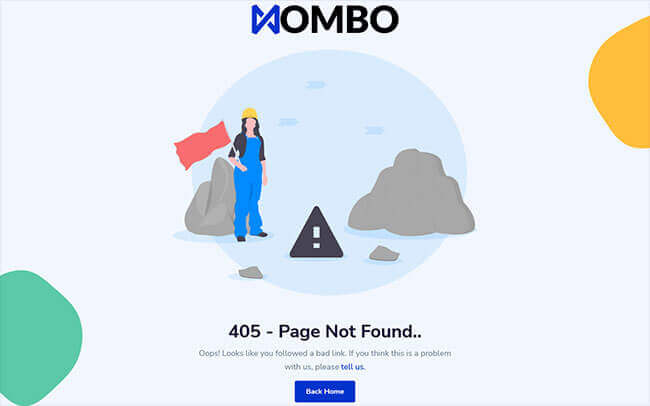 MOMBO
405 - Page Not Found..
Oops! Looks like you followed a bad link. If you think this is a problem
with us, please tell us.
Back Home